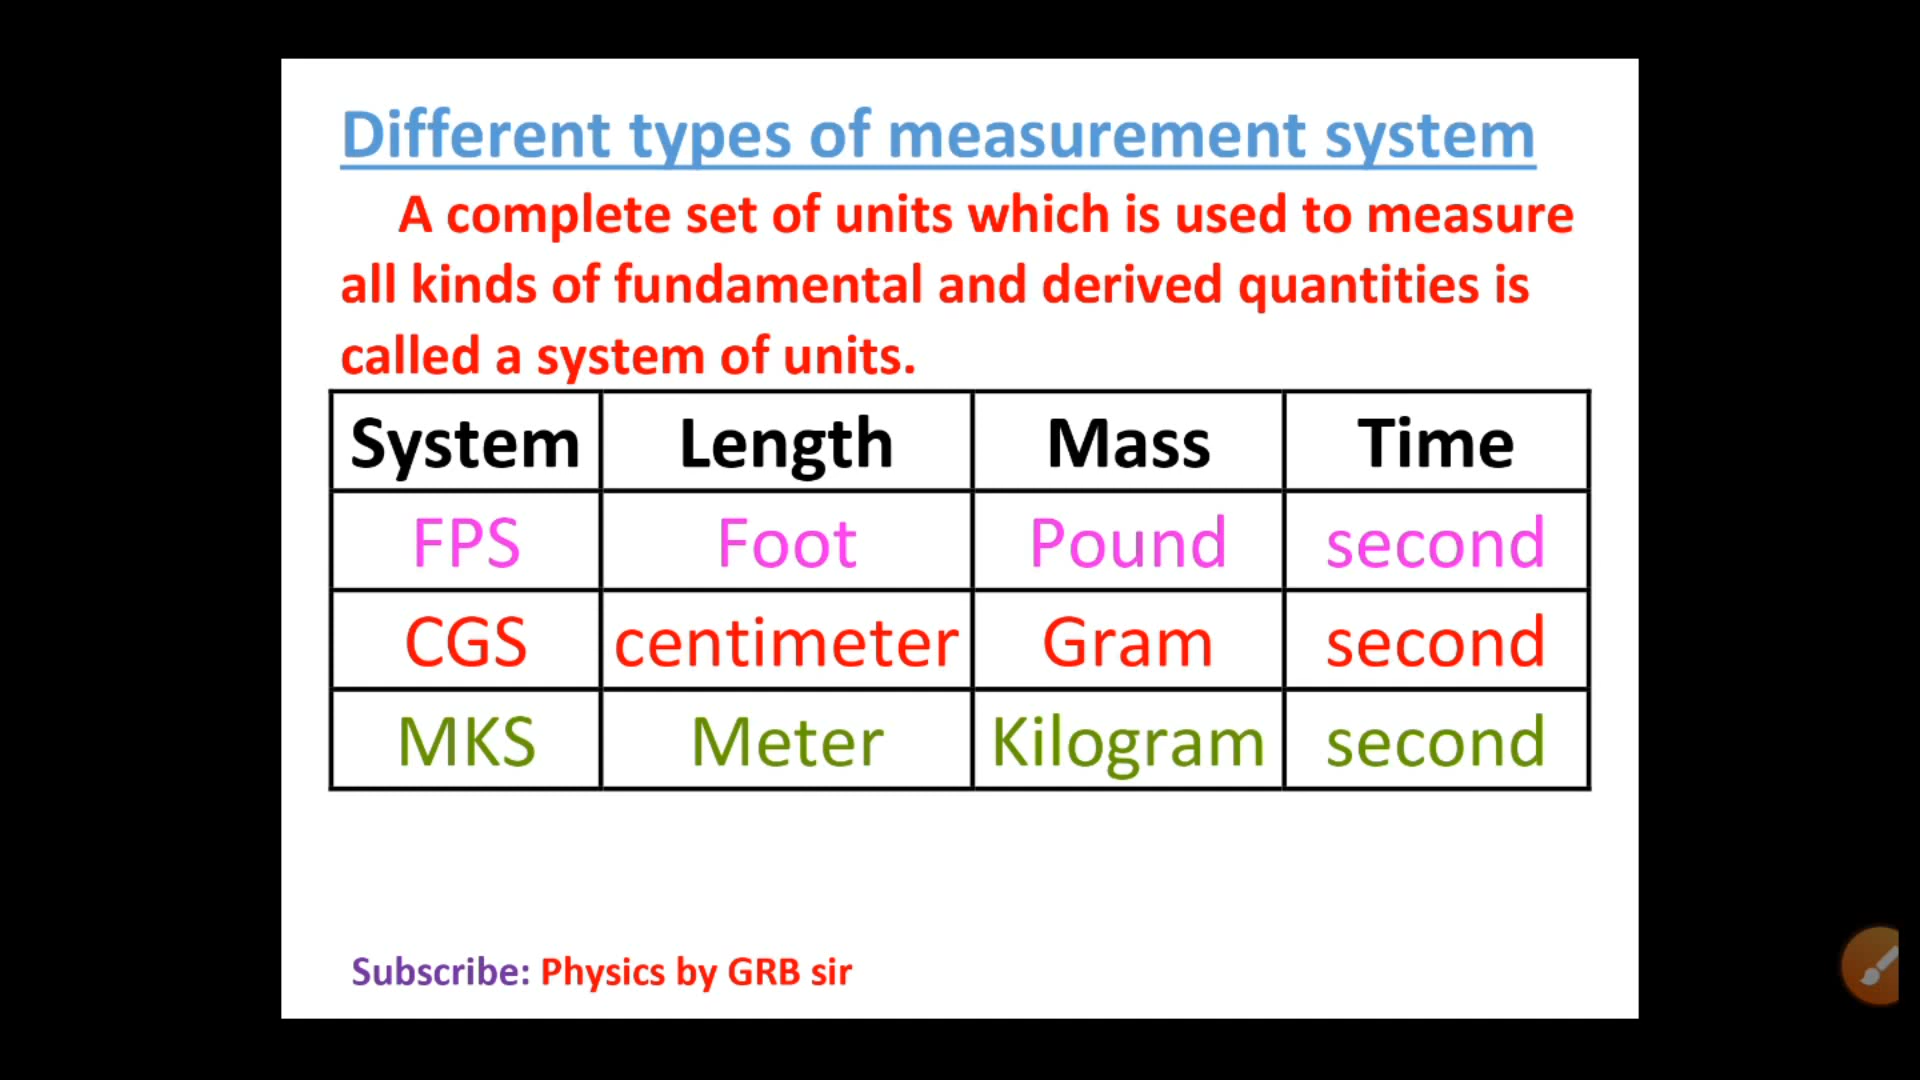 Different types of measurement system
A complete set of units which is used to measure
all kinds of fundamental and derived quantities is
called a system of units.
System Length Mass Time
FPS Foot Pound second
CGS centimeter Gram second
MKS Meter Kilogram second
Subscribe: Physics by GRB sir